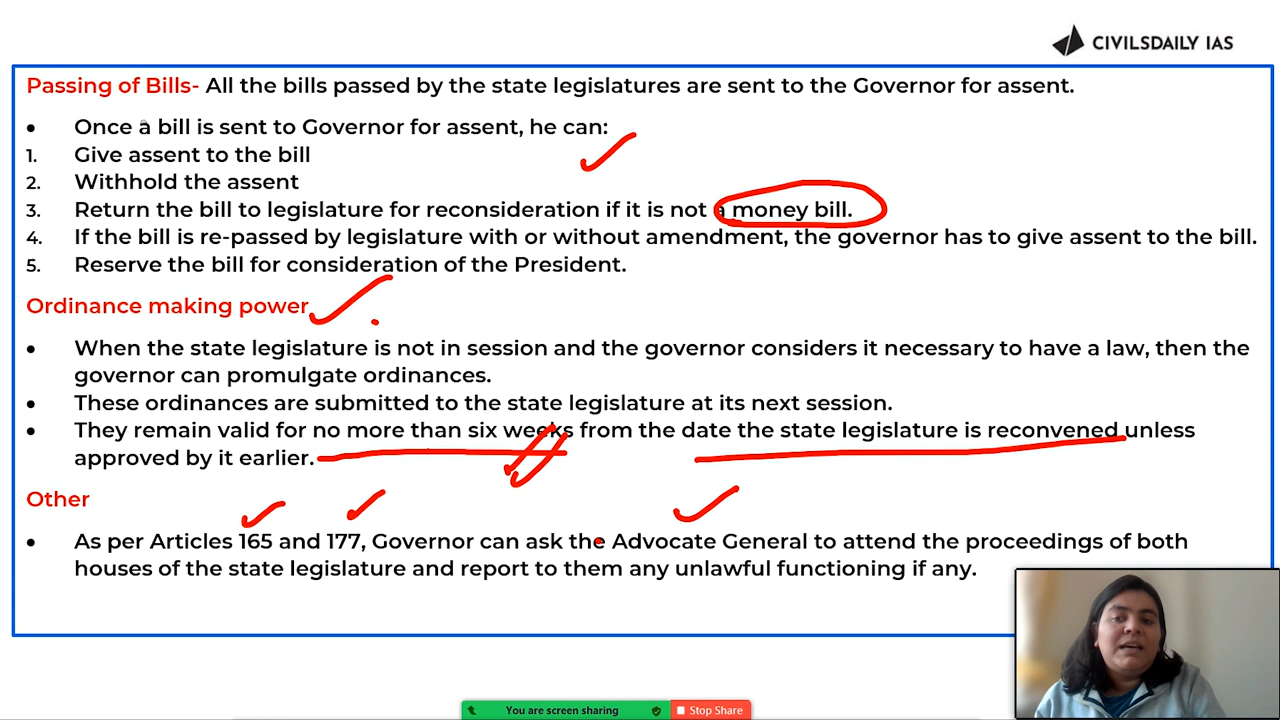 CIVILSDAILY IAS
Passing of Bills- All the bills passed by the state legislatures are sent to the Governor for assent.
• Once a bill is sent to Governor for assent, he can:
1. Give assent to the bill
2. Withhold the assent
3. Return the bill to legislature for reconsideration if it is not a money bill.
4. If the bill is re-passed by legislature with or without amendment, the governor has to give assent to the bill.
5. Reserve the bill for consideration of the President.
Ordinance making power
• When the state legislature is not in session and the governor considers it necessary to have a law, then the
governor can promulgate ordinances.
• These ordinances are submitted to the state legislature at its next session.
• They remain valid for no more than six weeks from the date the state legislature is reconvened unless
approved by it earlier.
Other
• As per Articles 165 and 177, Governor can ask the Advocate General to attend the proceedings of both
houses of the state legislature and report to them any unlawful functioning if any.
You are screen sharing
Stop Share